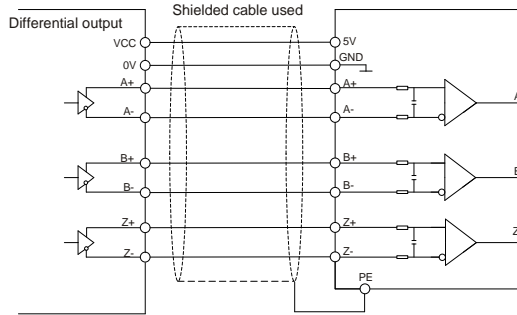 Shielded cable used
Differential output
VCC
5V
0V
GND
A+
A+
A
A-
A-
B+
B+
B
B-
B-
Z+
Z+
Z
Z-
Z-
PE